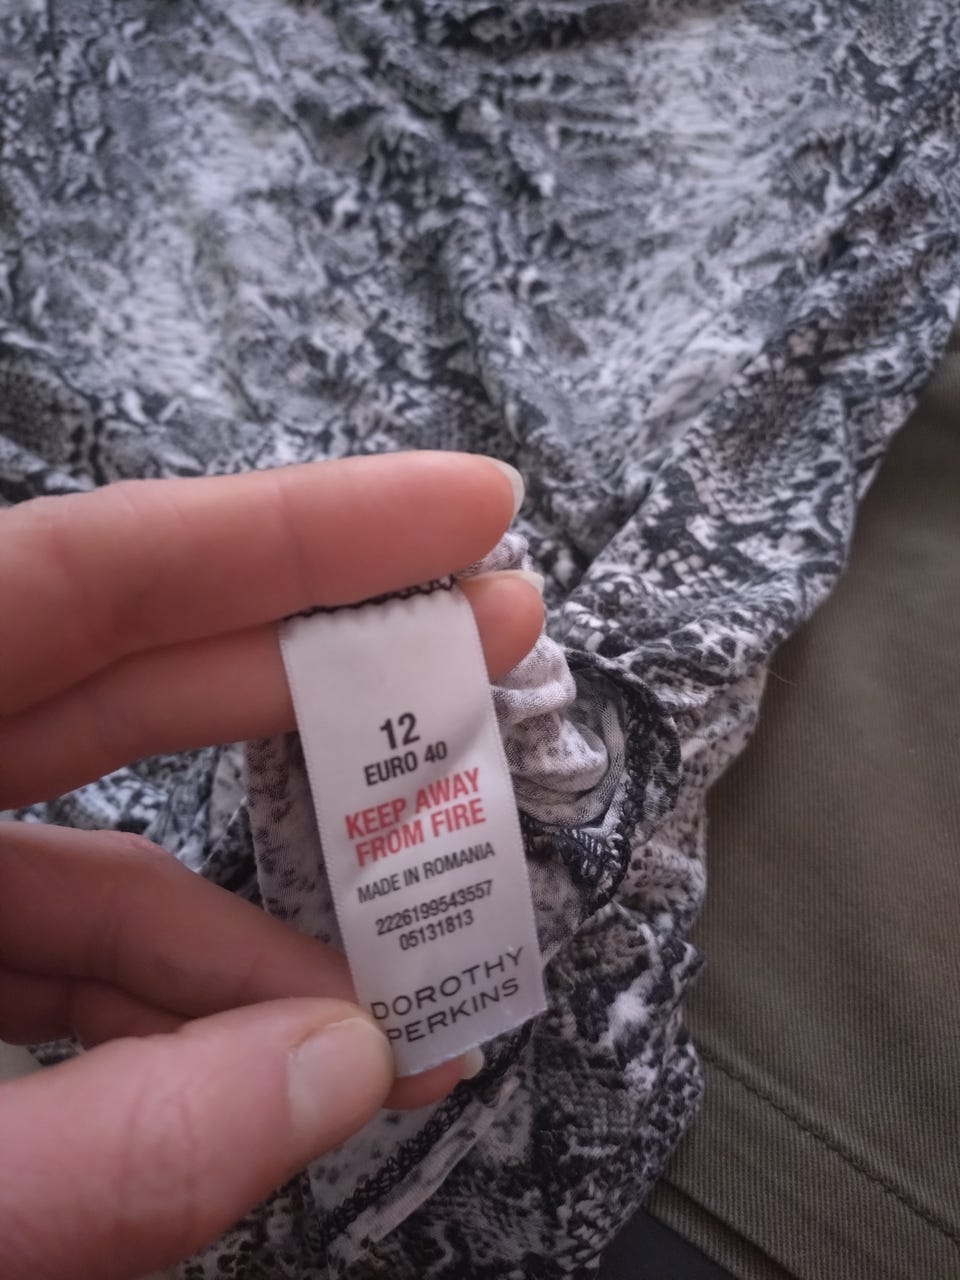 12
EURO 40
KEEP AWAY
FROM FIRE
MADE IN ROMANIA
2226199543557
05131813
DOROTHY
PERKINS